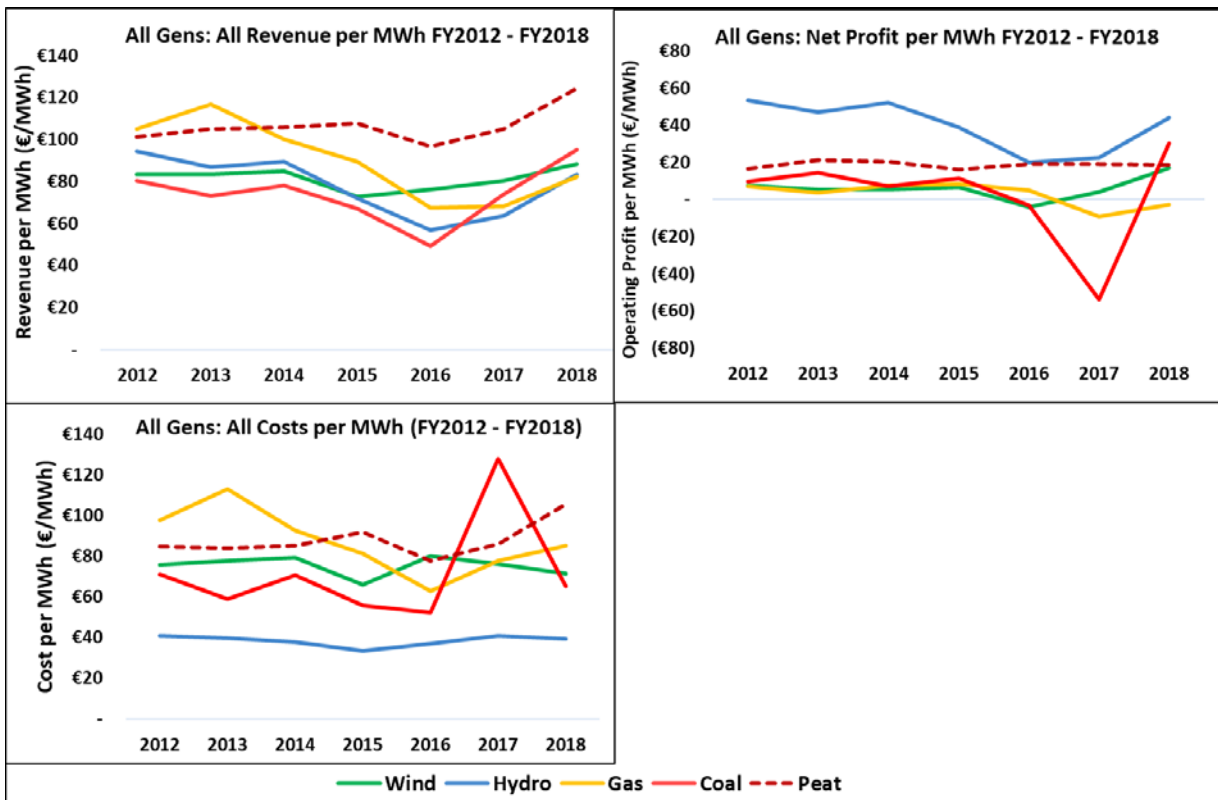 All Gens: All Revenue per MWh FY2012 - FY2018
Revenue per MWh (€/MWh)
€140
€120
€100
€80
€60
€40
€20
-
2012 2013 2014 2015 2016 2017 2018
All Gens: Net Profit per MWh FY2012 - FY2018
Operating Profit per MWh (€/MWh)
€80
€60
€40
€20
-
(€20)
(€40)
(€60)
(€80)
2012 2013 2014 2015 2016 2017 2018
All Gens: All Costs per MWh (FY2012 - FY2018)
Cost per MWh (€/MWh)
€140
€120
€100
€80
€60
€40
€20
-
2012 2013 2014 2015 2016 2017 2018
Wind Hydro Gas Coal Peat